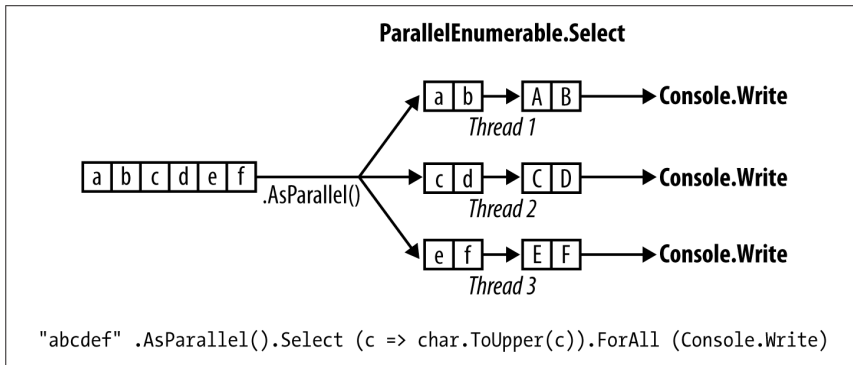 ParallelEnumerable.Select
a b A B Console.Write
Thread 1
a b c d e f .AsParallel() c d C D Console.Write
Thread 2
e f E F Console.Write
Thread 3
"abcdef" .AsParallel().Select (c => char.ToUpper(c)).ForAll (Console.Write)